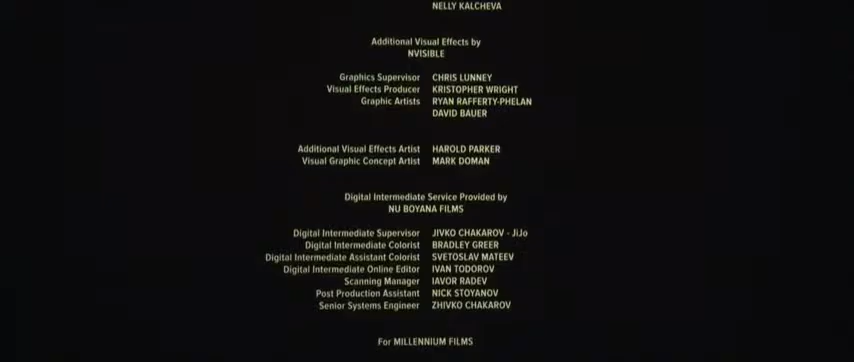 NELLY KALCHEVA
Additional Visual Effects by
NVISIBLE
Graphics Supervisor CHRIS LUNNEY
Visual Effects Producer KRISTOPHER WRIGHT
Graphic Artists RYAN RAFFERTY-PHELAN
DAVID BAUER
Additional Visual Effects Artist HAROLD PARKER
Visual Graphic Concept Artist MARK DOMAN
Digital Intermediate Service Provided by
NU BOYANA FILMS
Digital Intermediate Supervisor JIVKO CHAKAROV - JiJo
Digital Intermediate Colorist BRADLEY GREER
Digital Intermediate Assistant Colorist SVETOSLAV MATEEV
Digital Intermediate Online Editor IVAN TODOROV
Scanning Manager IAVOR RADEV
Post Production Assistant NICK STOYANOV
Senior Systems Engineer ZHIVKO CHAKAROV
For MILLENNIUM FILMS